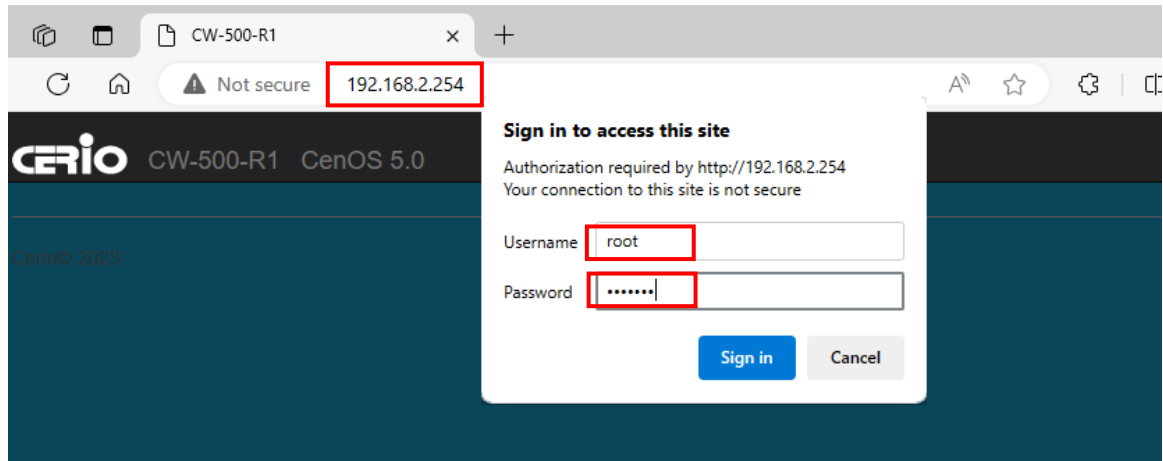 CW-500-R1
Not secure 192.168.2.254
CERIO CW-500-R1 CenOS 5.0
Sign in to access this site
Authorization required by http://192.168.2.254
Your connection to this site is not secure
Username root
Password •••••••
Sign in Cancel
Cerio© 2023